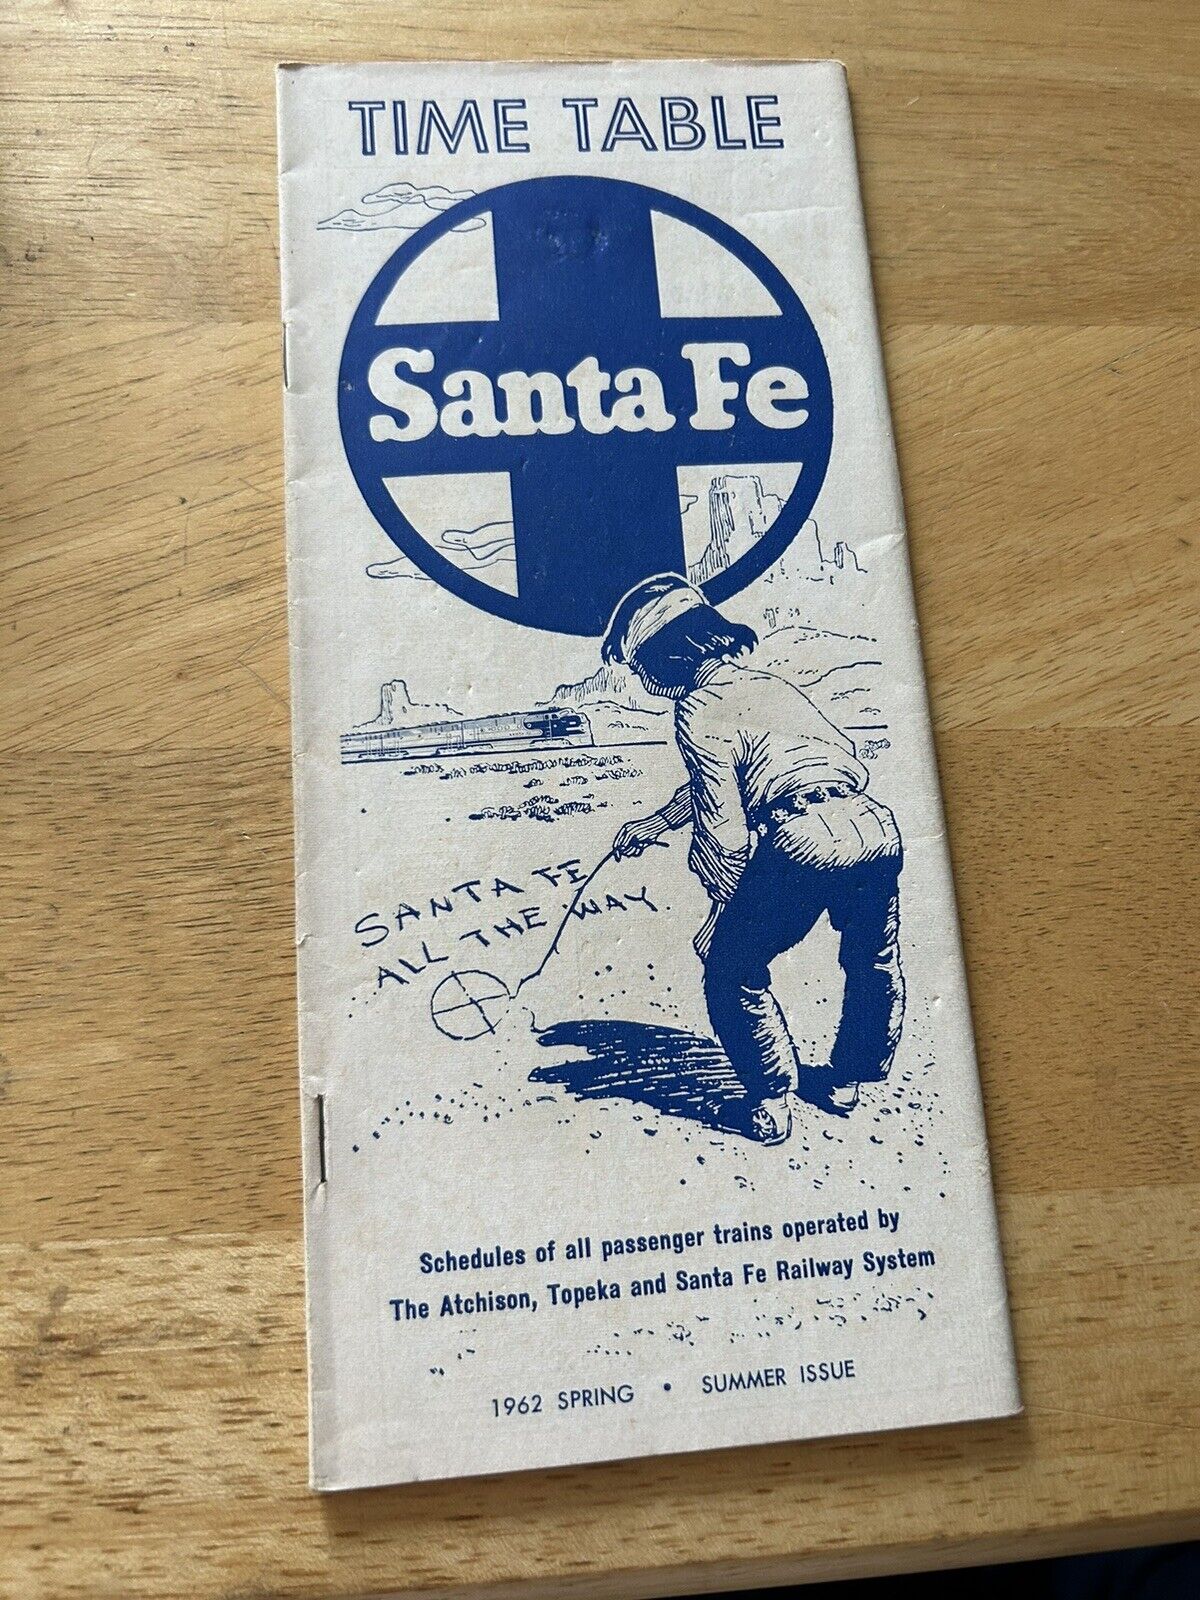 TIME TABLE
Santa Fe
SANTA FE
ALL THE WAY
Schedules of all passenger trains operated by
The Atchison, Topeka and Santa Fe Railway System
1962 SPRING • SUMMER ISSUE